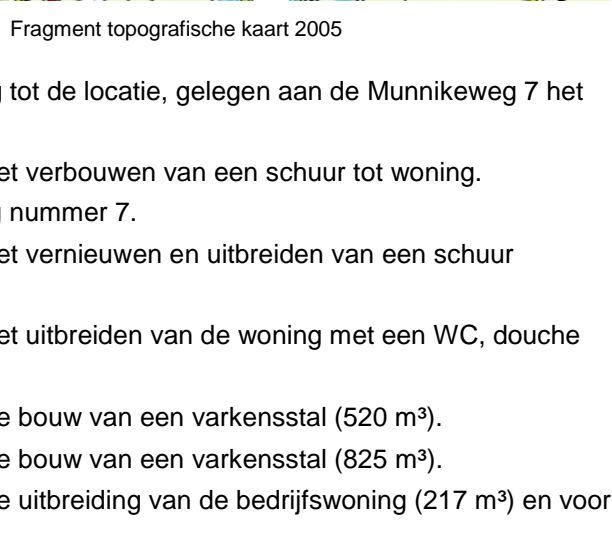 Fragment topografische kaart 2005
tot de locatie, gelegen aan de Munnikeweg 7 het
et verbouwen van een schuur tot woning.
nummer 7.
et vernieuwen en uitbreiden van een schuur
et uitbreiden van de woning met een WC, douche
e bouw van een varkensstal (520 m³).
e bouw van een varkensstal (825 m³).
e uitbreiding van de bedrijfswoning (217 m³) en voor